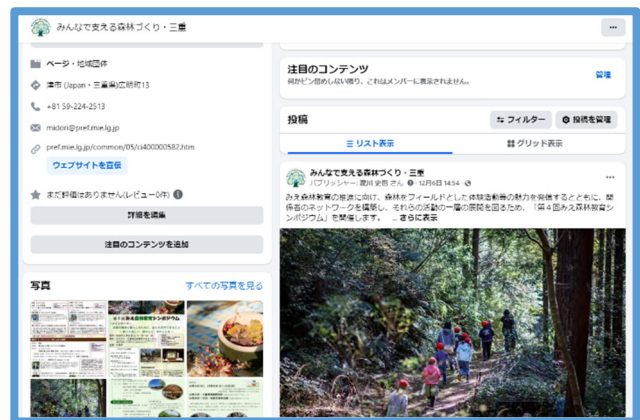 みんなで支える森林づくり・三重
ページ・地域団体
津市 (Japan・三重県)広明町13
+81 59-224-2513
midori@pref.mie.lg.jp
pref.mie.lg.jp/common/05/ci400000582.htm
ウェブサイトを宣伝
まだ評価はありません(レビュー0件)
詳細を編集
注目のコンテンツを追加
写真
すべての写真を見る
注目のコンテンツ
何かピン留めしない限り、これはメンバーに表示されません。
管理
投稿
フィルター
投稿を管理
リスト表示
グリッド表示
みんなで支える森林づくり・三重
パブリッシャー: さん・12月6日 14:54・
みえ森林教育の推進に向け、森林をフィールドとした体験活動等の魅力を発信するとともに、関
係者のネットワークを構築し、それらの活動の一層の展開を図るため、「第4回みえ森林教育シ
ンポジウム」を開催します。 … さらに表示